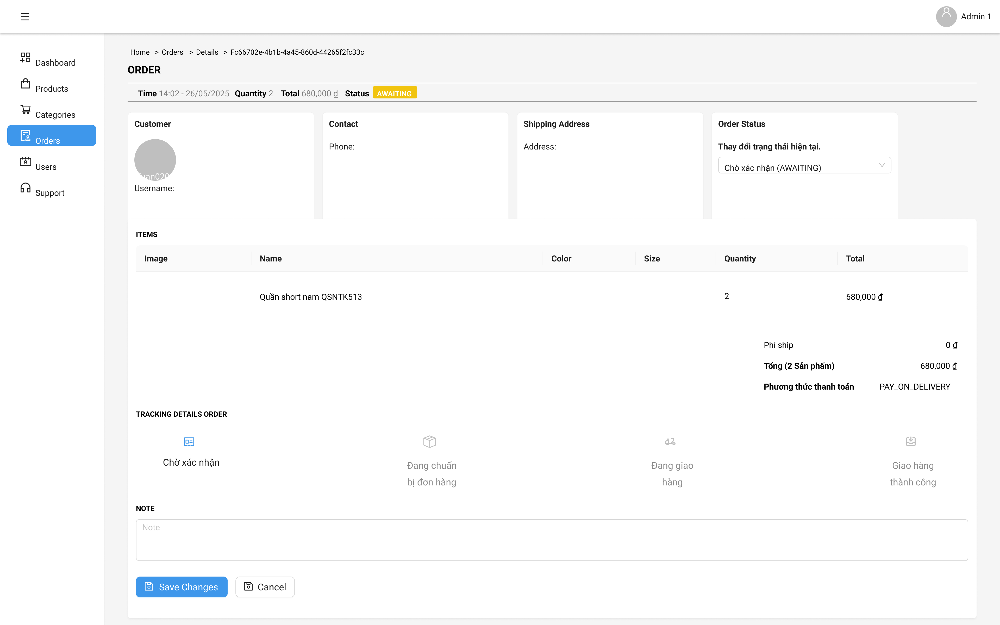 Admin 1
Dashboard
Products
Categories
Orders
Users
Support
Home > Orders > Details > Fc66702e-4b1b-4a45-860d-44265f2fc33c
ORDER
Time 14:02 - 26/05/2025 Quantity 2 Total 680,000 ₫ Status AWAITING
Customer
Username:
Contact
Phone:
Shipping Address
Address:
Order Status
Thay đổi trạng thái hiện tại.
Chờ xác nhận (AWAITING)
ITEMS
Image Name Color Size Quantity Total
Quần short nam QSNTK513 2 680,000 ₫
Phí ship 0 ₫
Tổng (2 Sản phẩm) 680,000 ₫
Phương thức thanh toán PAY_ON_DELIVERY
TRACKING DETAILS ORDER
Chờ xác nhận
Đang chuẩn
bị đơn hàng
Đang giao
hàng
Giao hàng
thành công
NOTE
Note
Save Changes
Cancel